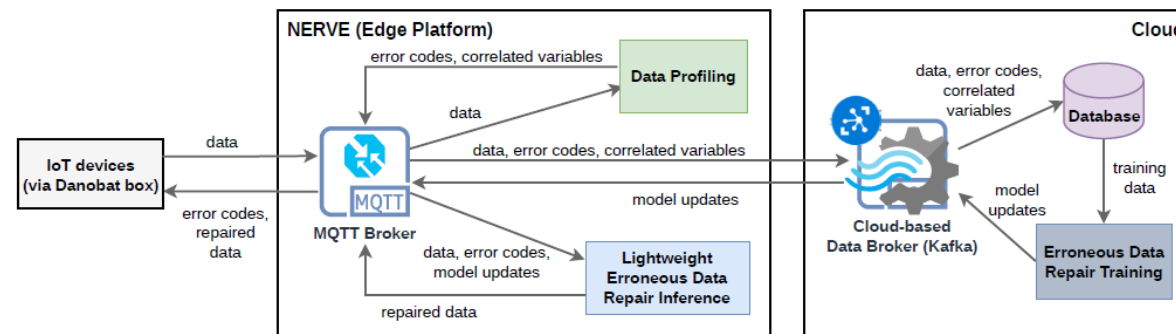 NERVE (Edge Platform)
error codes, correlated variables
Data Profiling
data
IoT devices
(via Danobat box)
data
error codes,
repaired
data
MQTT
MQTT Broker
data, error codes, correlated variables
model updates
data, error codes,
model updates
Lightweight
Erroneous Data
Repair Inference
repaired data
Cloud
data, error codes,
correlated
variables
Database
training
data
model
updates
Cloud-based
Data Broker (Kafka)
Erroneous Data
Repair Training